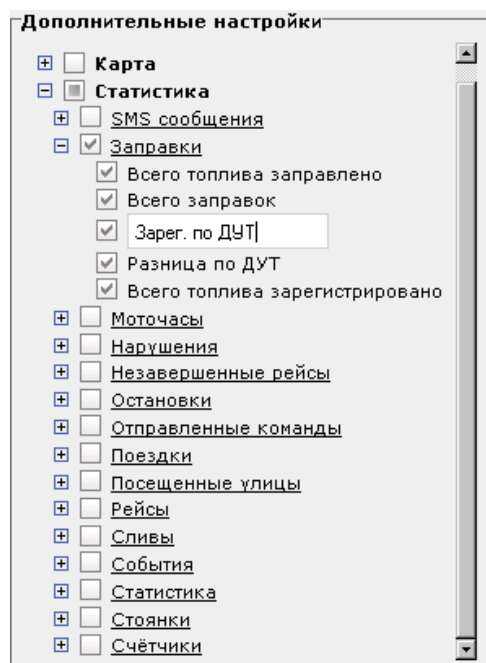 Дополнительные настройки
Карта
Статистика
SMS сообщения
Заправки
Всего топлива заправлено
Всего заправок
Зарег. по ДУТ
Разница по ДУТ
Всего топлива зарегистрировано
Моточасы
Нарушения
Незавершенные рейсы
Остановки
Отправленные команды
Поездки
Посещенные улицы
Рейсы
Сливы
События
Статистика
Стоянки
Счётчики